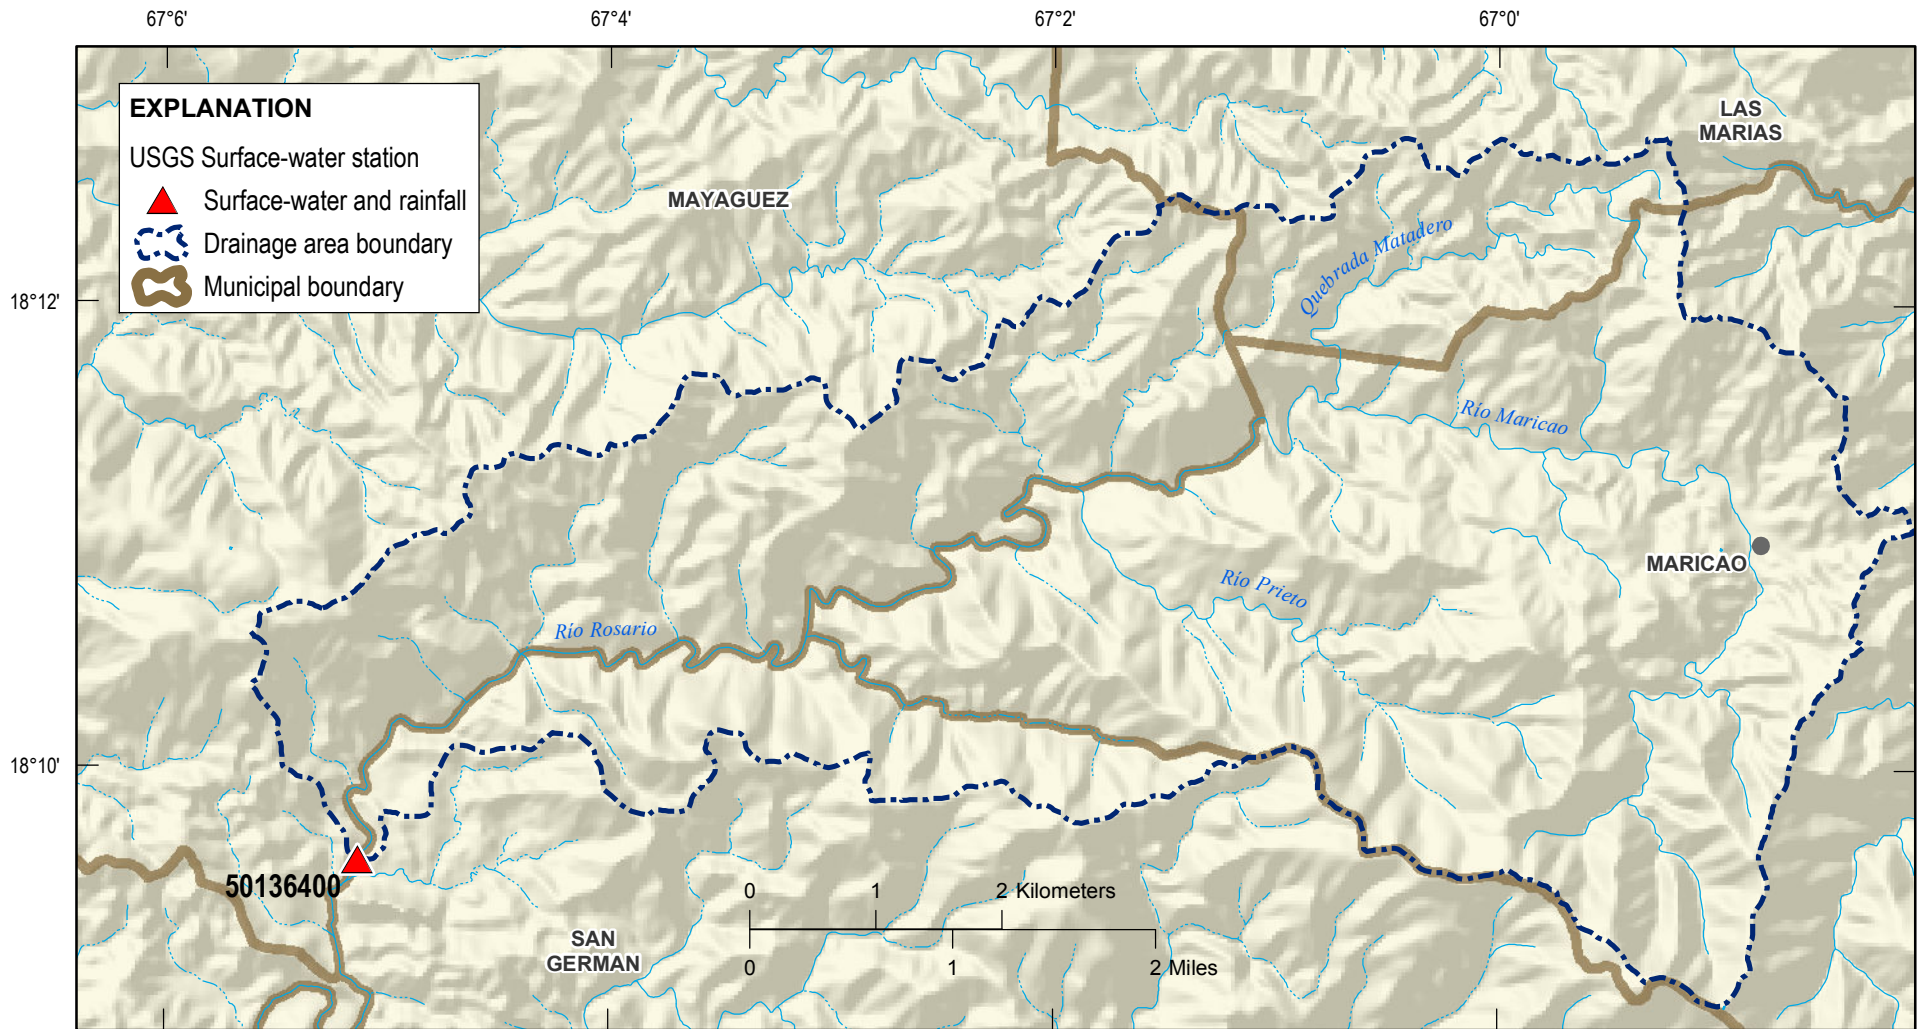 67°6'
67°4'
67°2'
67°0'
EXPLANATION
USGS Surface-water station
Surface-water and rainfall
Drainage area boundary
Municipal boundary
LAS
MARIAS
MAYAGUEZ
Quebrada Matadero
18°12'
Río Maricao
MARICAO
Río Prieto
Río Rosario
18°10'
50136400
0 1 2 Kilometers
SAN
GERMAN
0 1 2 Miles